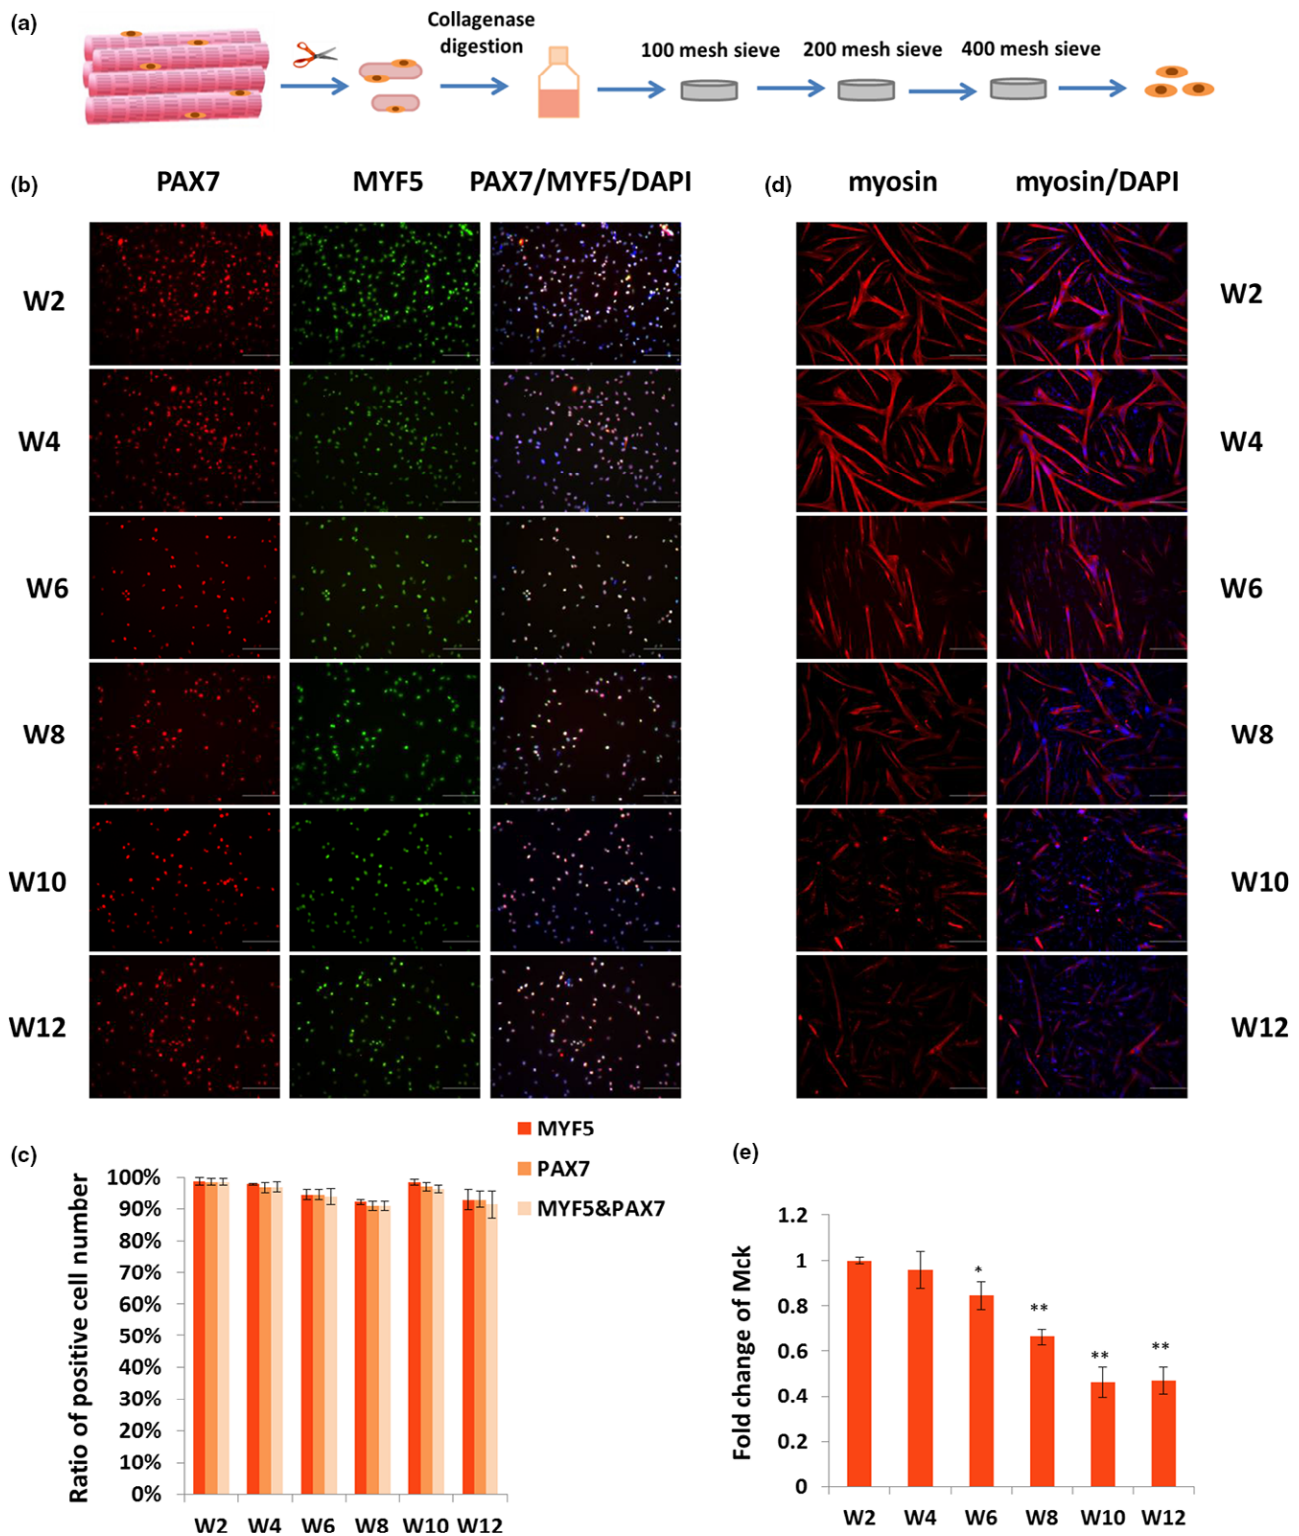 (a)
Collagenase
digestion
100 mesh sieve
200 mesh sieve
400 mesh sieve
(b)
PAX7
MYF5
PAX7/MYF5/DAPI
W2
W4
W6
W8
W10
W12
(d)
myosin
myosin/DAPI
W2
W4
W6
W8
W10
W12
(c)
MYF5
PAX7
MYF5&PAX7
Ratio of positive cell number
100%
90%
80%
70%
60%
50%
40%
30%
20%
10%
0%
W2 W4 W6 W8 W10 W12
(e)
Fold change of Mck
1.2
1
0.8
0.6
0.4
0.2
0
*
**
**
**
W2 W4 W6 W8 W10 W12